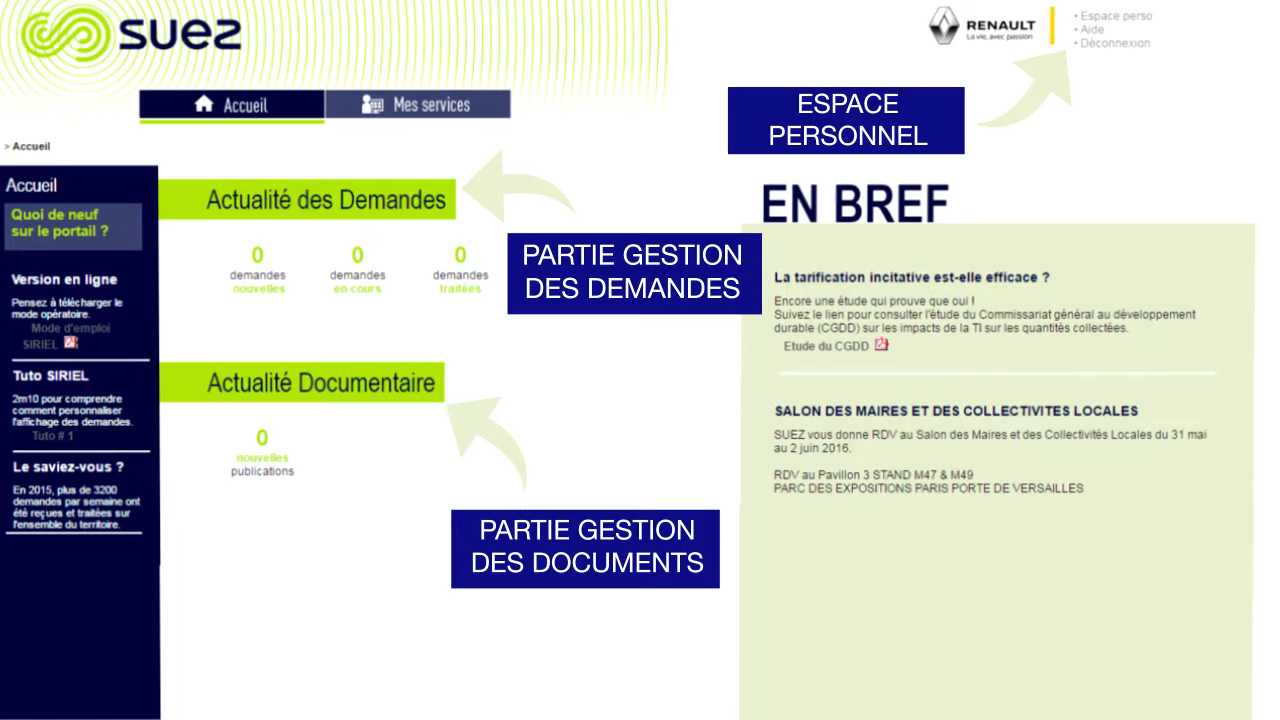 suez
RENAULT
La vie, avec passion
• Espace perso
• Aide
• Déconnexion
Accueil
Mes services
ESPACE
PERSONNEL
> Accueil
Accueil
Quoi de neuf
sur le portail ?
Version en ligne
Pensez à télécharger le
mode opératoire.
Mode d'emploi
SIRIEL
Tuto SIRIEL
2m10 pour comprendre
comment personnaliser
l'affichage des demandes.
Tuto # 1
Le saviez-vous ?
En 2015, plus de 3200
demandes par semaine ont
été reçues et traitées sur
l'ensemble du territoire.
Actualité des Demandes
0 0 0
demandes demandes demandes
nouvelles en cours traitées
PARTIE GESTION
DES DEMANDES
Actualité Documentaire
0
nouvelles
publications
PARTIE GESTION
DES DOCUMENTS
EN BREF
La tarification incitative est-elle efficace ?
Encore une étude qui prouve que oui !
Suivez le lien pour consulter l'étude du Commissariat général au développement
durable (CGDD) sur les impacts de la TI sur les quantités collectées.
Etude du CGDD
SALON DES MAIRES ET DES COLLECTIVITES LOCALES
SUEZ vous donne RDV au Salon des Maires et des Collectivités Locales du 31 mai
au 2 juin 2016.
RDV au Pavillon 3 STAND M47 & M49
PARC DES EXPOSITIONS PARIS PORTE DE VERSAILLES